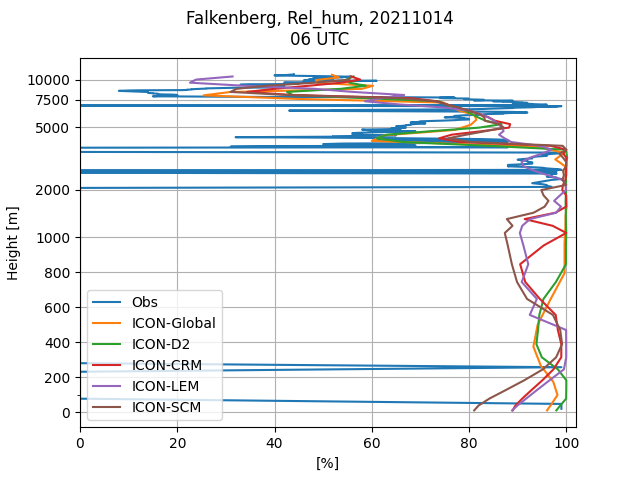 Falkenberg, Rel_hum, 20211014
06 UTC
Height [m]
10000
7500
5000
2000
1000
800
600
400
200
0
Obs
ICON-Global
ICON-D2
ICON-CRM
ICON-LEM
ICON-SCM
0 20 40 60 80 100
[%]